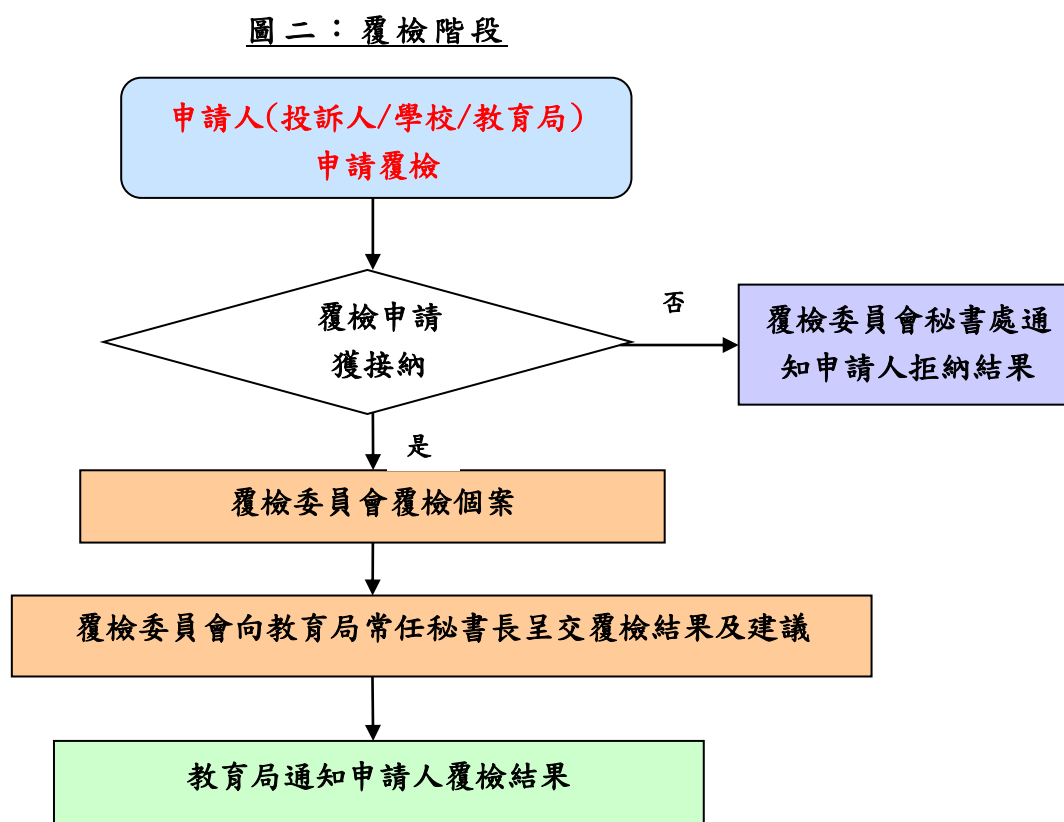 圖二：覆檢階段
申請人(投訴人/學校/教育局)
申請覆檢
覆檢申請
獲接納
否
覆檢委員會秘書處通
知申請人拒納結果
是
覆檢委員會覆檢個案
覆檢委員會向教育局常任秘書長呈交覆檢結果及建議
教育局通知申請人覆檢結果